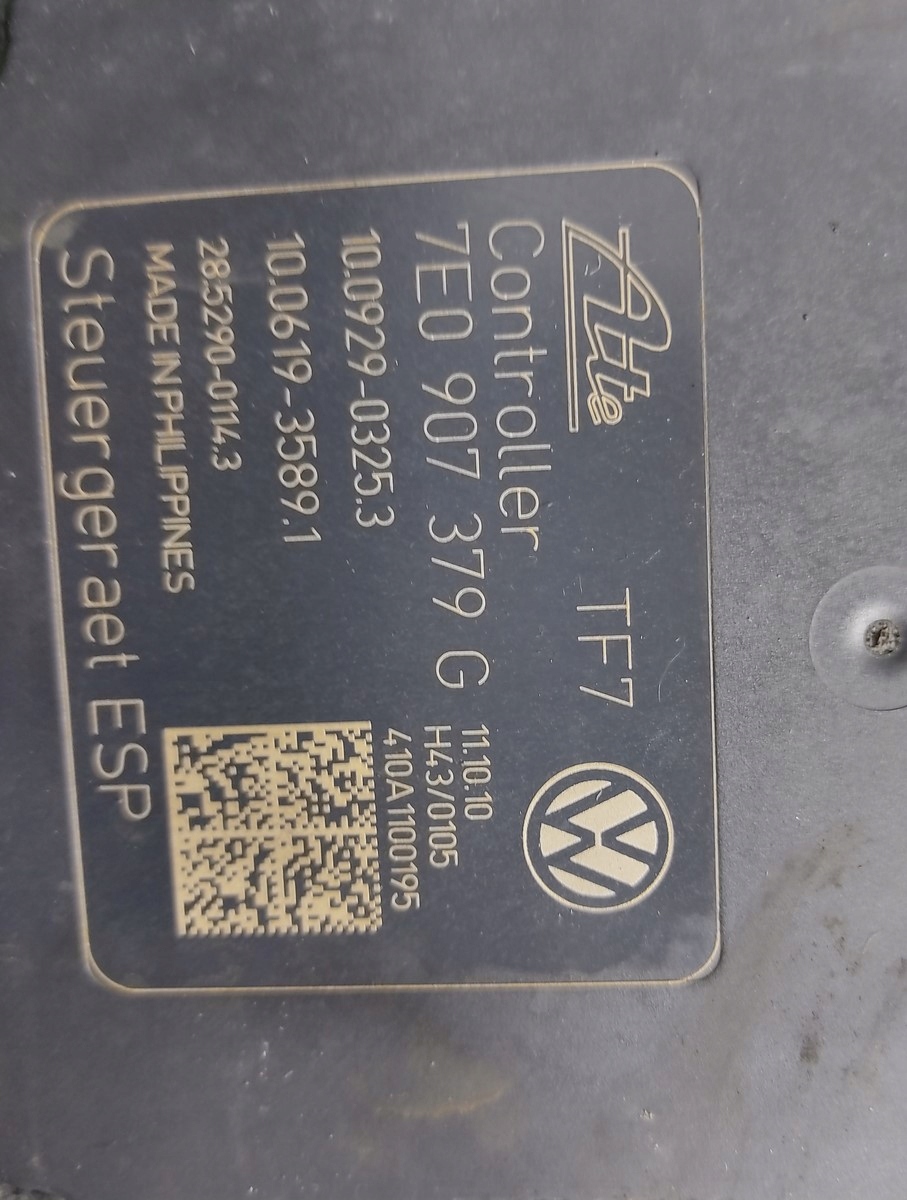 Ate
TF7
Controller
7E0 907 379 G
11.10.10
H43/0105
410A1100195
10.0929-0325.3
10.0619-3589.1
28.5290-0114.3
MADE IN PHILIPPINES
Steuergeraet ESP